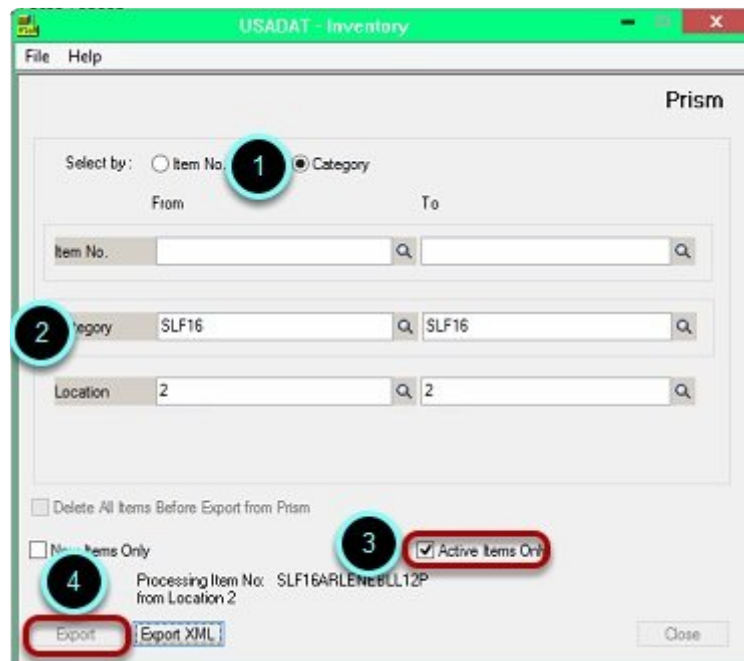 USADAT - Inventory
File Help
Prism
Select by: Item No. 1 Category
From To
Item No.
2 tegory SLF16 SLF16
Location 2 2
Delete All Items Before Export from Prism
New Items Only 3 Active Items Only
4 Processing Item No: SLF16ARLENEBLL12P
from Location 2
Export Export XML Close